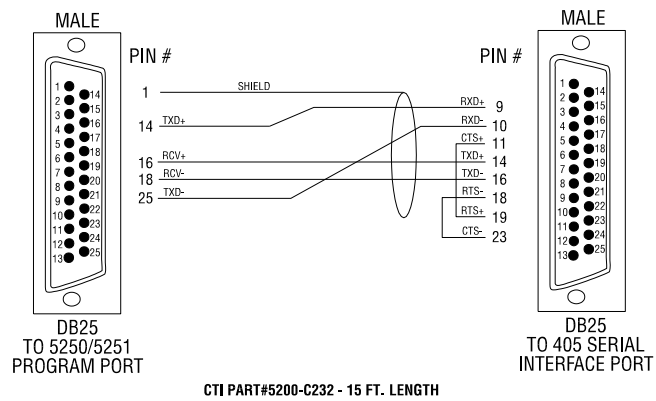 MALE
MALE
PIN #
PIN #
1
2
3
4
5
6
7
8
9
10
11
12
13
14
15
16
17
18
19
20
21
22
23
24
25
1 SHIELD
14 TXD+
16 RCV+
18 RCV-
25 TXD-
RXD+ 9
RXD- 10
CTS+ 11
TXD+ 14
TXD- 16
RTS- 18
RTS+ 19
CTS- 23
1
2
3
4
5
6
7
8
9
10
11
12
13
14
15
16
17
18
19
20
21
22
23
24
25
DB25
TO 5250/5251
PROGRAM PORT
DB25
TO 405 SERIAL
INTERFACE PORT
CTI PART#5200-C232 - 15 FT. LENGTH